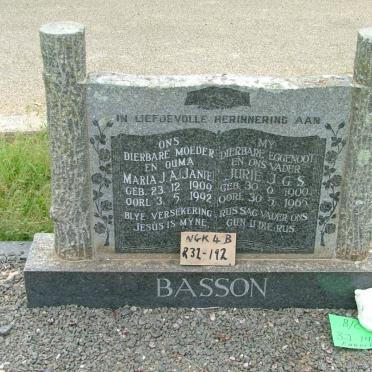 IN LIEFDEVOLLE HERINNERING AAN
ONS
DIERBARE MOEDER
EN OUMA
MARIA J.A. (JANIE)
GEB. 23. 12. 1909
OORL. 3. 5. 1992
BLYE VERSEKERING,
JESUS IS MYNE.
MY
DIERBARE EGGENOOT
EN ONS VADER
JURIE J.G.S.
GEB. 30. 6. 1900.
OORL. 30. 5. 1965.
RUS SAG VADER ONS
GUN U DIE RUS.
NGK 4 B
R32-192
BASSON